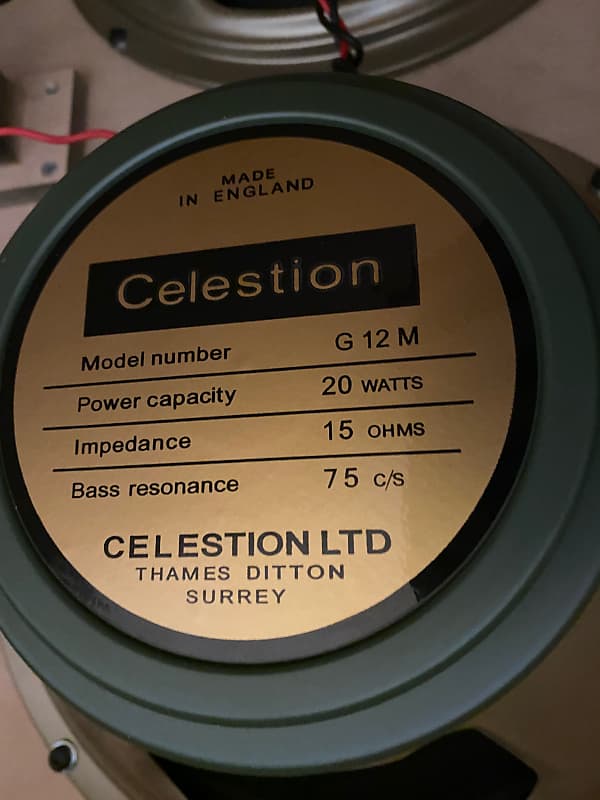 MADE
IN ENGLAND
Celestion
Model number G 12 M
Power capacity 20 WATTS
Impedance 15 OHMS
Bass resonance 75 C/S
CELESTION LTD
THAMES DITTON
SURREY